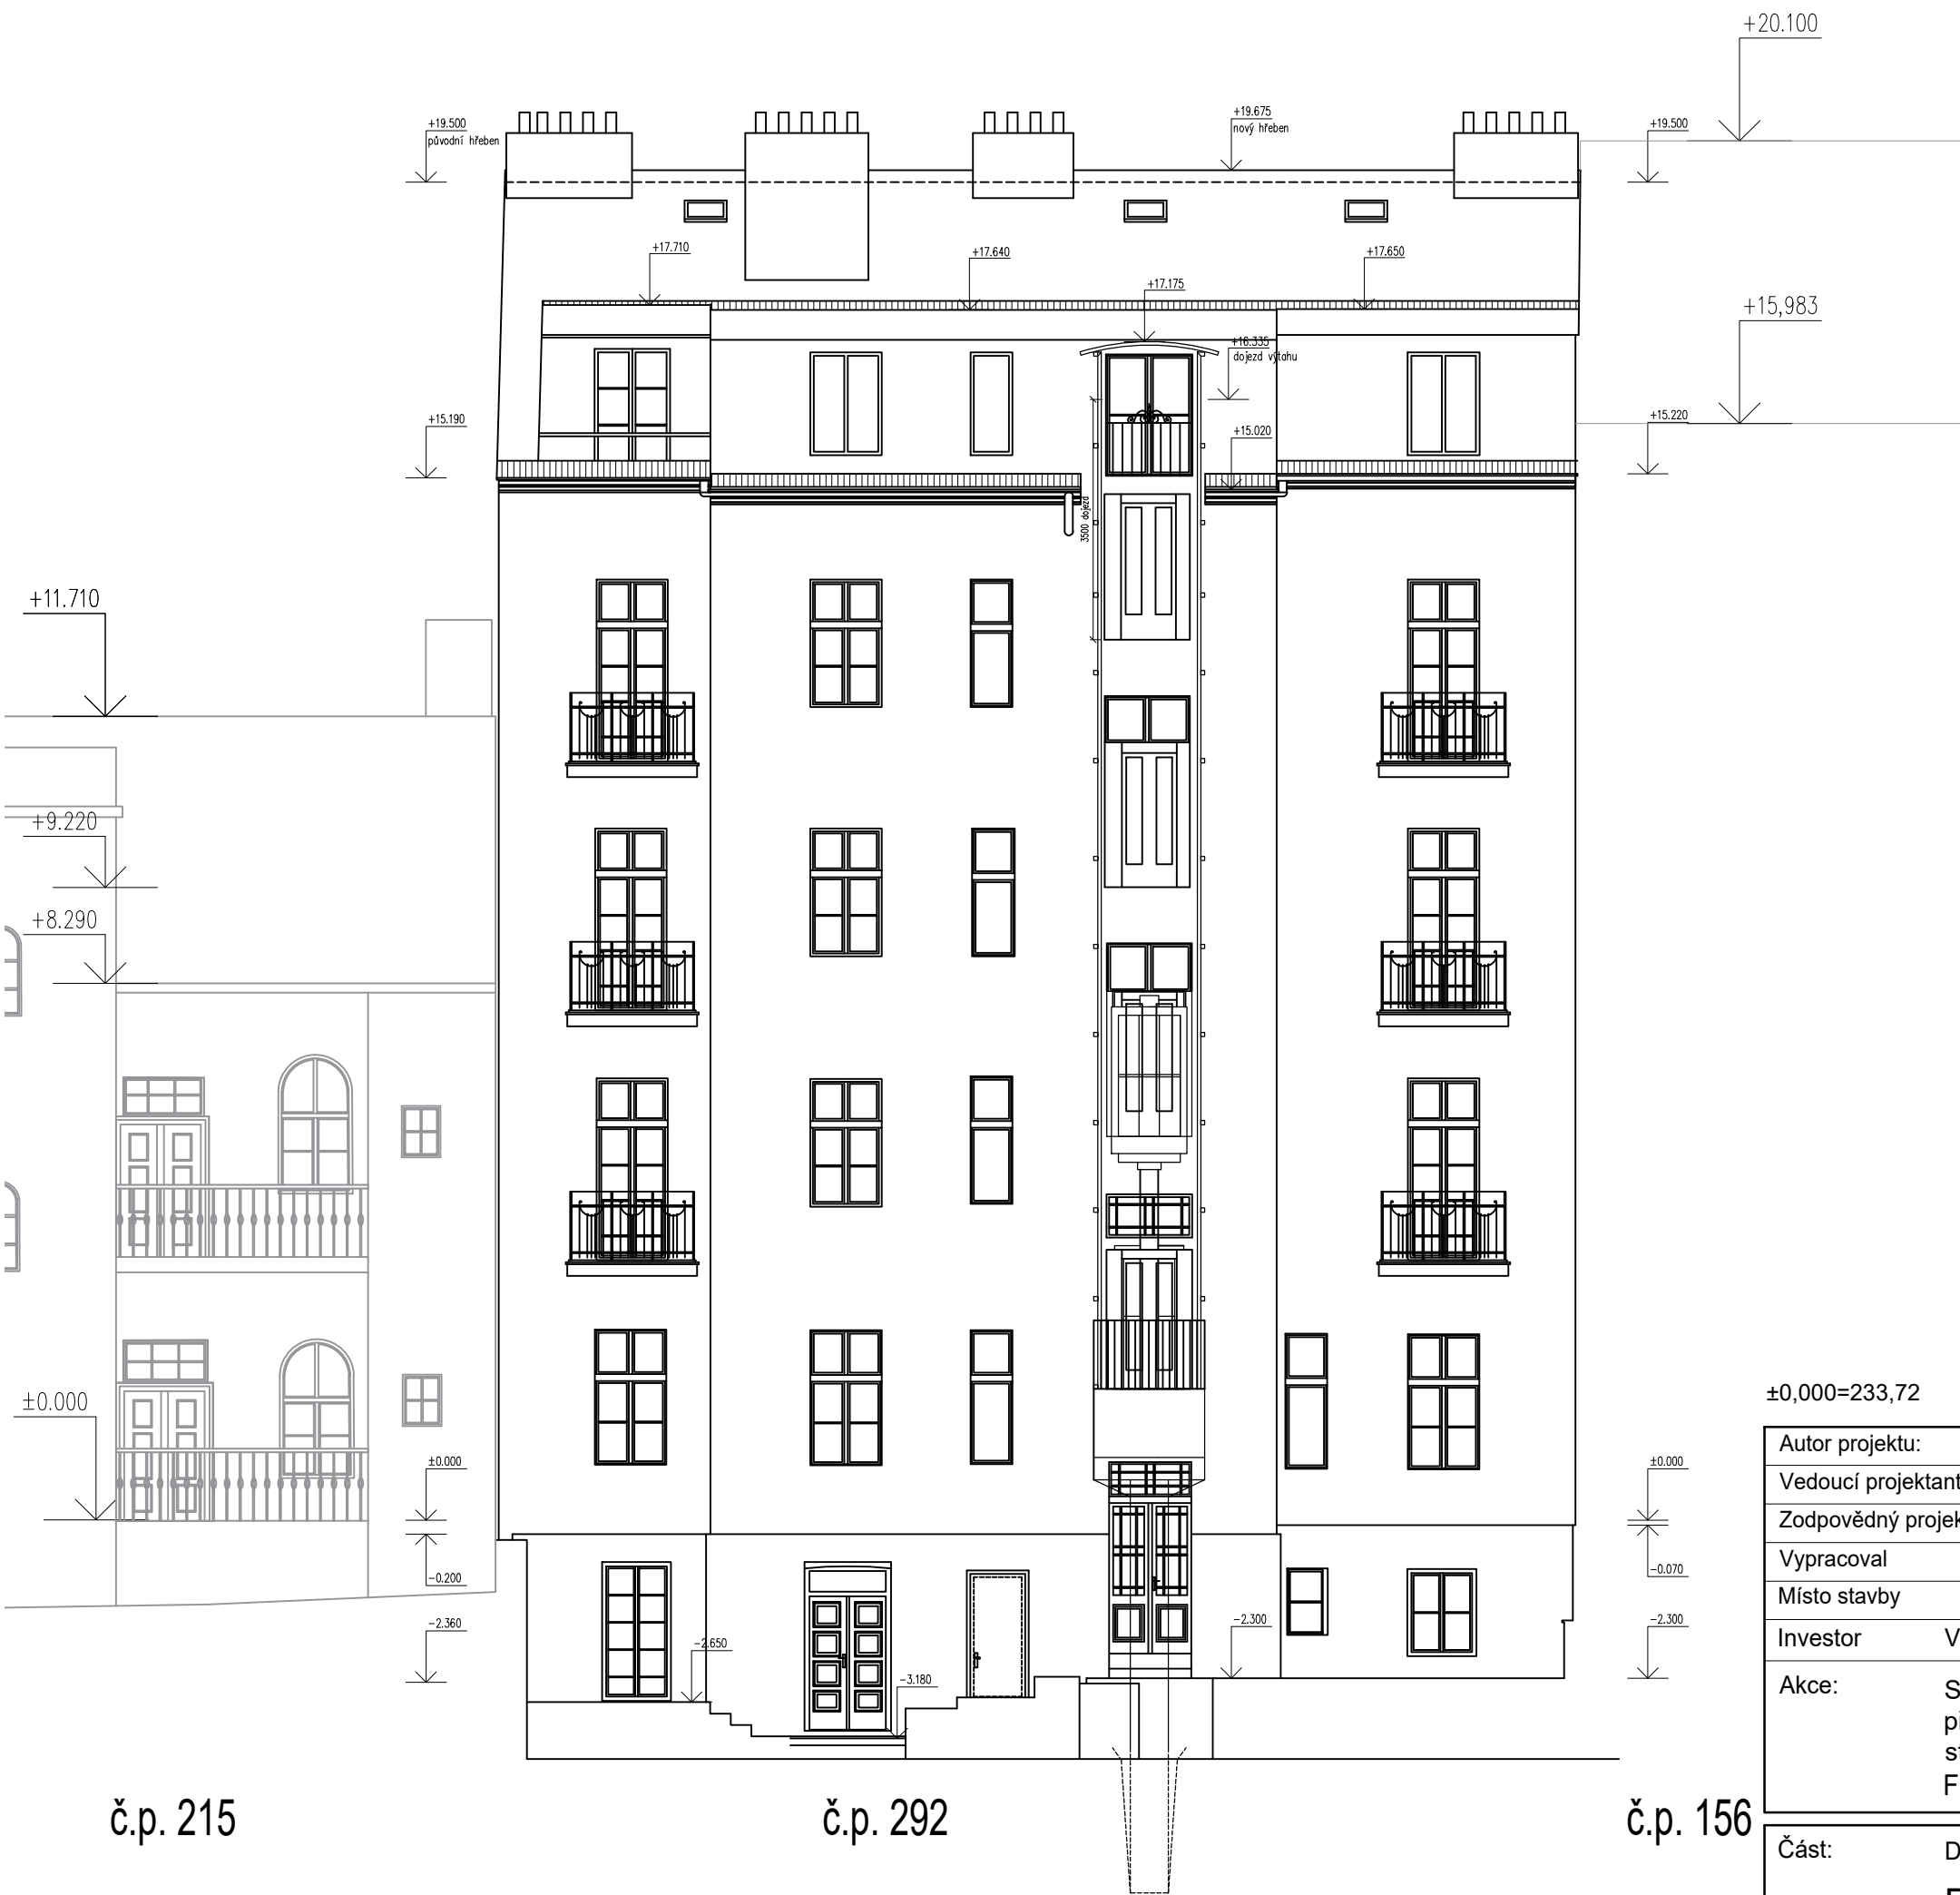 +20.100
+19.500
původní hřeben
+19.675
nový hřeben
+19.500
+17.710
+17.640
+17.650
+17.175
+15,983
+16.335
dojezd výtahu
+15.190
+15.020
+15.220
3500 dojezd
+11.710
+9.220
+8.290
±0.000
±0,000=233,72
±0.000
±0.000
-0.200
-0.070
-2.360
-2.650
-3.180
-2.300
-2.300
Autor projektu:
Vedoucí projektant
Zodpovědný projek
Vypracoval
Místo stavby
Investor V
Akce: S
F
č.p. 215
č.p. 292
č.p. 156
Část: D